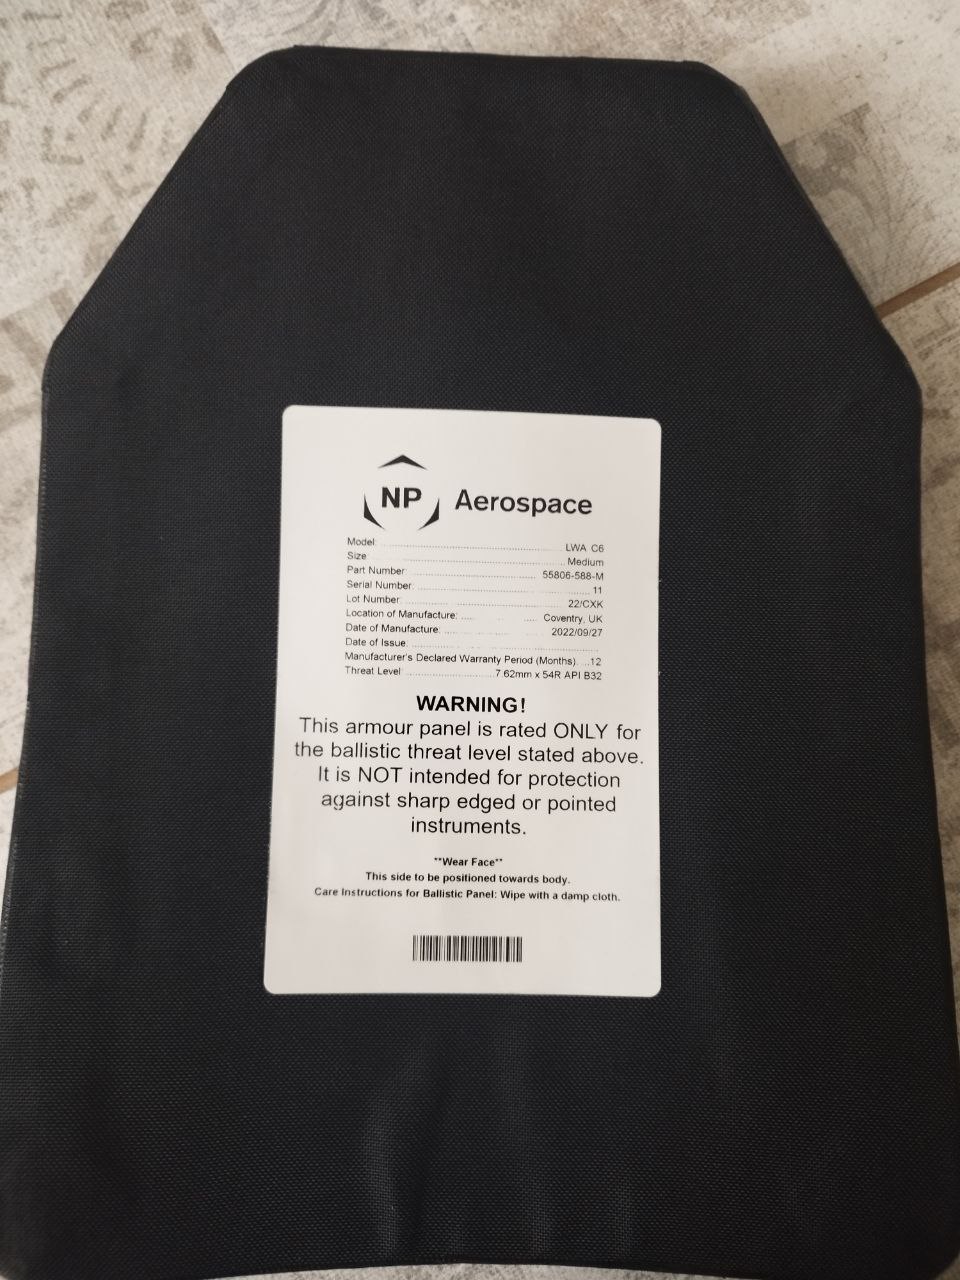 NP Aerospace
Model: LWA C6
Size Medium
Part Number 55806-588-M
Serial Number: 11
Lot Number: 22/CXK
Location of Manufacture: Coventry, UK
Date of Manufacture: 2022/09/27
Date of Issue:
Manufacturer's Declared Warranty Period (Months) 12
Threat Level 7.62mm x 54R API B32
WARNING!
This armour panel is rated ONLY for
the ballistic threat level stated above.
It is NOT intended for protection
against sharp edged or pointed
instruments.
**Wear Face**
This side to be positioned towards body.
Care Instructions for Ballistic Panel: Wipe with a damp cloth.